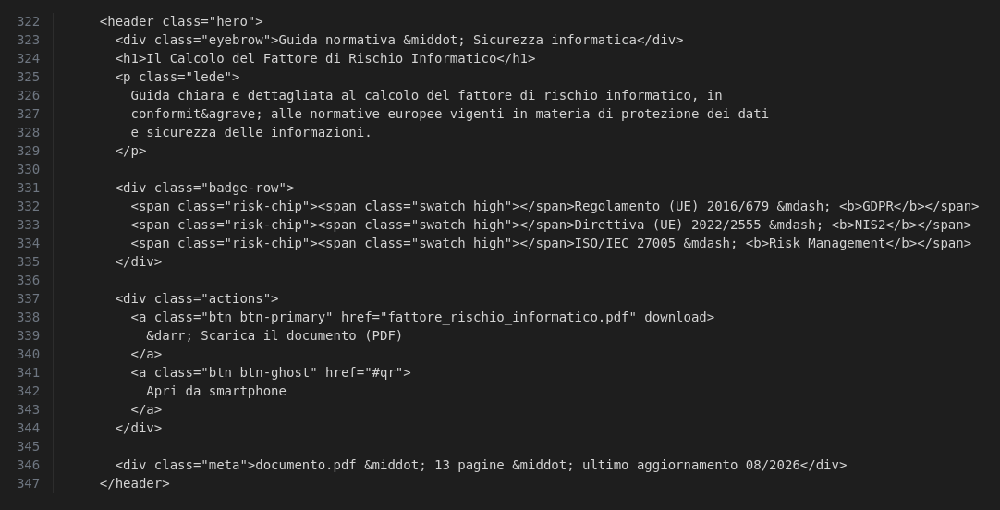 322 <header class="hero">
323 <div class="eyebrow">Guida normativa &middot; Sicurezza informatica</div>
324 <h1>Il Calcolo del Fattore di Rischio Informatico</h1>
325 <p class="lede">
326 Guida chiara e dettagliata al calcolo del fattore di rischio informatico, in
327 conformit&agrave; alle normative europee vigenti in materia di protezione dei dati
328 e sicurezza delle informazioni.
329 </p>
330
331 <div class="badge-row">
332 <span class="risk-chip"><span class="swatch high"></span>Regolamento (UE) 2016/679 &mdash; <b>GDPR</b></span>
333 <span class="risk-chip"><span class="swatch high"></span>Direttiva (UE) 2022/2555 &mdash; <b>NIS2</b></span>
334 <span class="risk-chip"><span class="swatch high"></span>ISO/IEC 27005 &mdash; <b>Risk Management</b></span>
335 </div>
336
337 <div class="actions">
338 <a class="btn btn-primary" href="fattore_rischio_informatico.pdf" download>
339 &darr; Scarica il documento (PDF)
340 </a>
341 <a class="btn btn-ghost" href="#qr">
342 Apri da smartphone
343 </a>
344 </div>
345
346 <div class="meta">documento.pdf &middot; 13 pagine &middot; ultimo aggiornamento 08/2026</div>
347 </header>